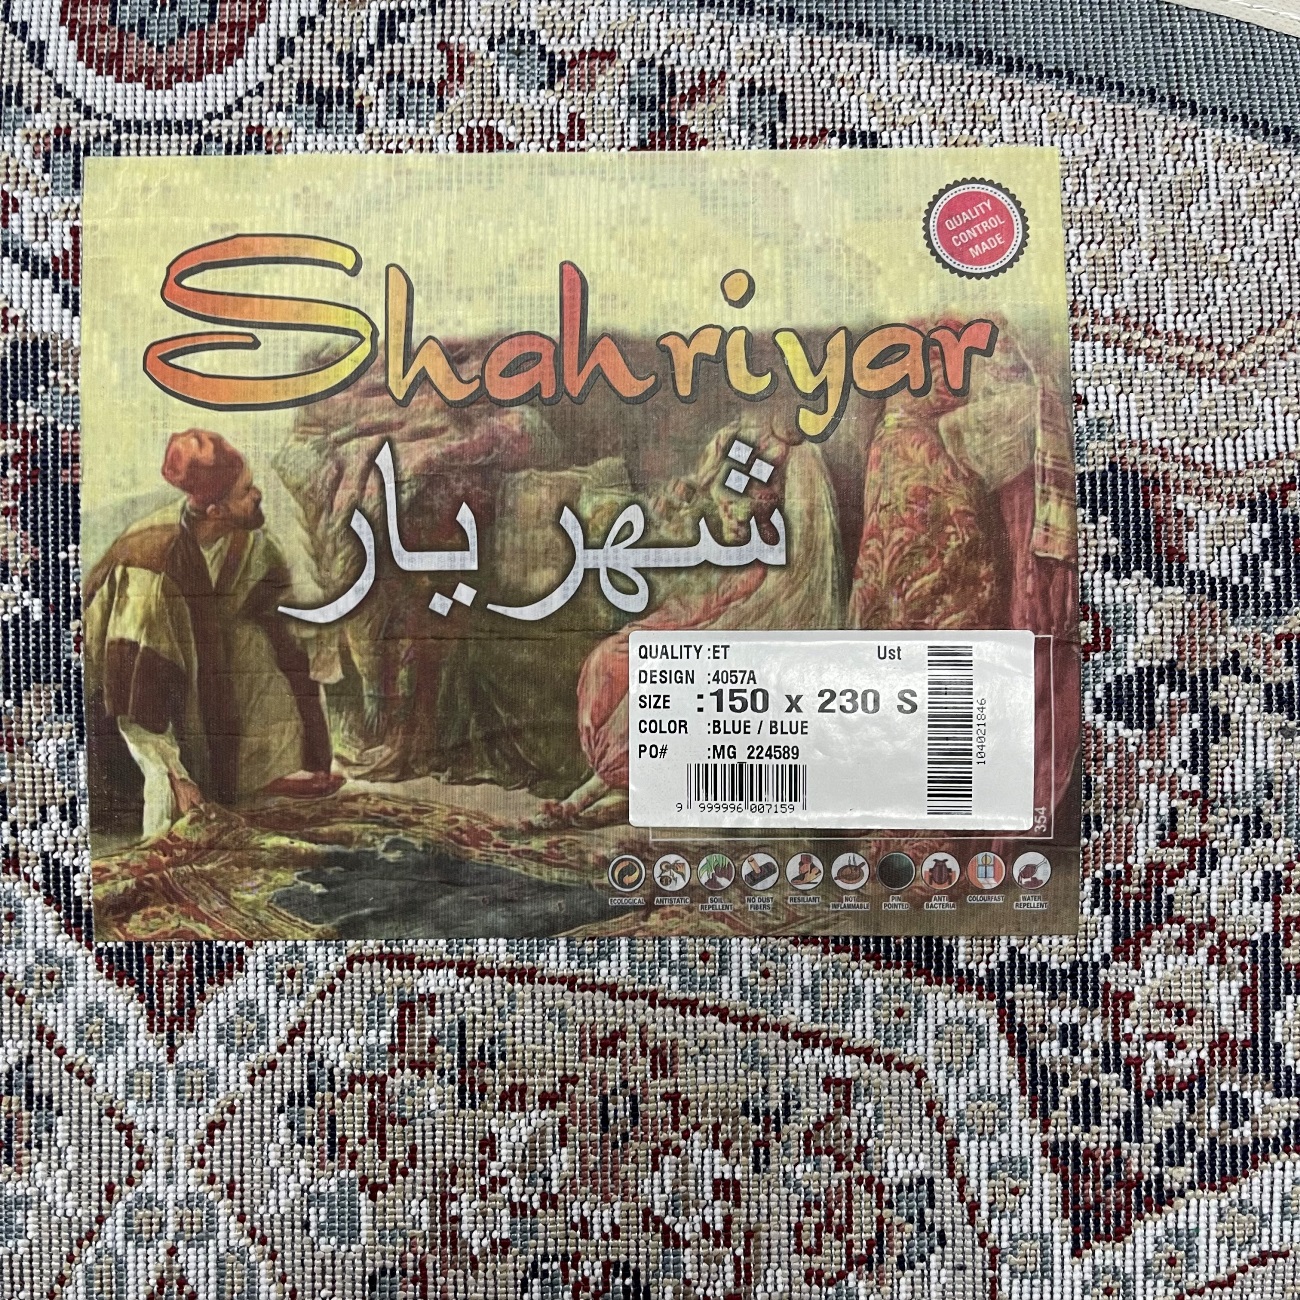 QUALITY
CONTROL
MADE
Shahriyar
شهریار
QUALITY :ET Ust
DESIGN :4057A
SIZE :150 x 230 S
COLOR :BLUE / BLUE
PO# :MG_224589
9 999996 007159
104021846
354
ECOLOGICAL
ANTISTATIC
SOIL REPELLENT
NO DUST FIBERS
RESILIANT
NOT INFLAMMABLE
PIN POINTED
ANTI BACTERIA
COLOURFAST
WATER REPELLENT